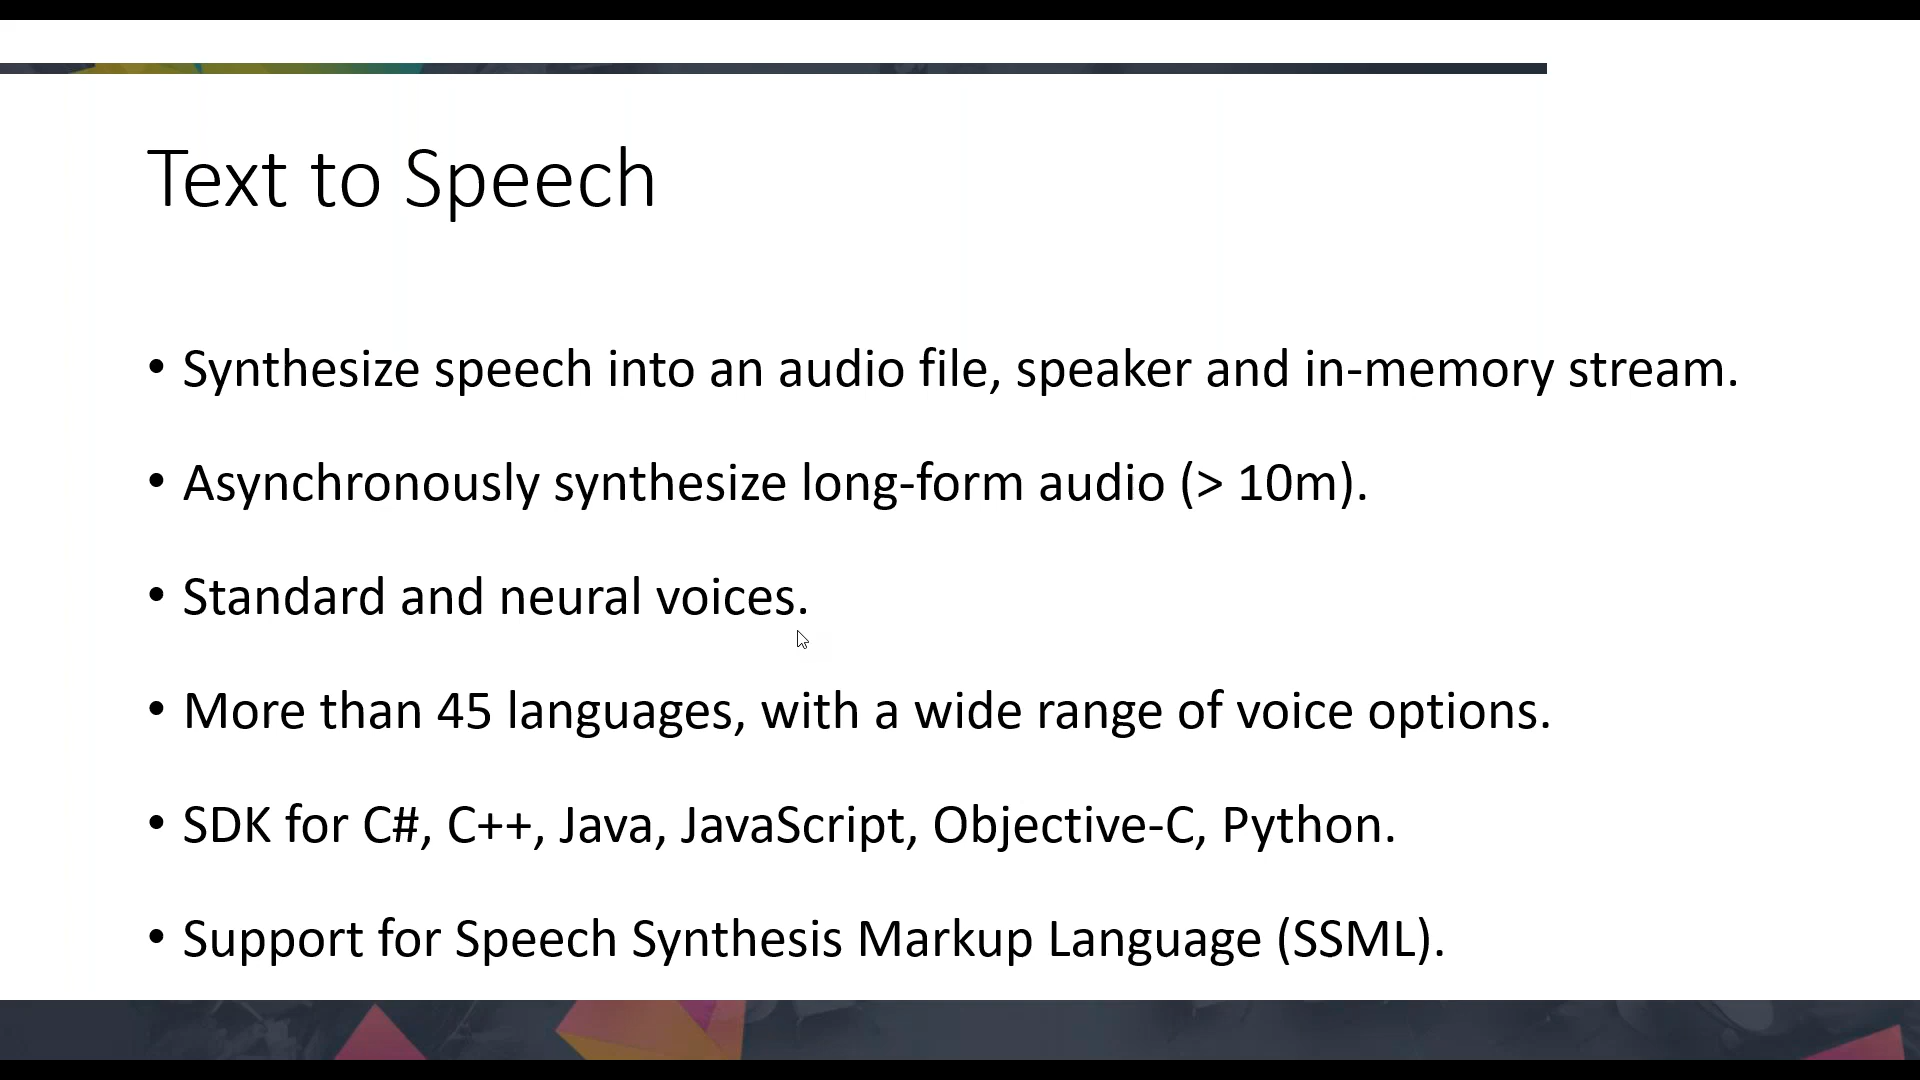 Text to Speech
• Synthesize speech into an audio file, speaker and in-memory stream.
• Asynchronously synthesize long-form audio (> 10m).
• Standard and neural voices.
• More than 45 languages, with a wide range of voice options.
• SDK for C#, C++, Java, JavaScript, Objective-C, Python.
• Support for Speech Synthesis Markup Language (SSML).